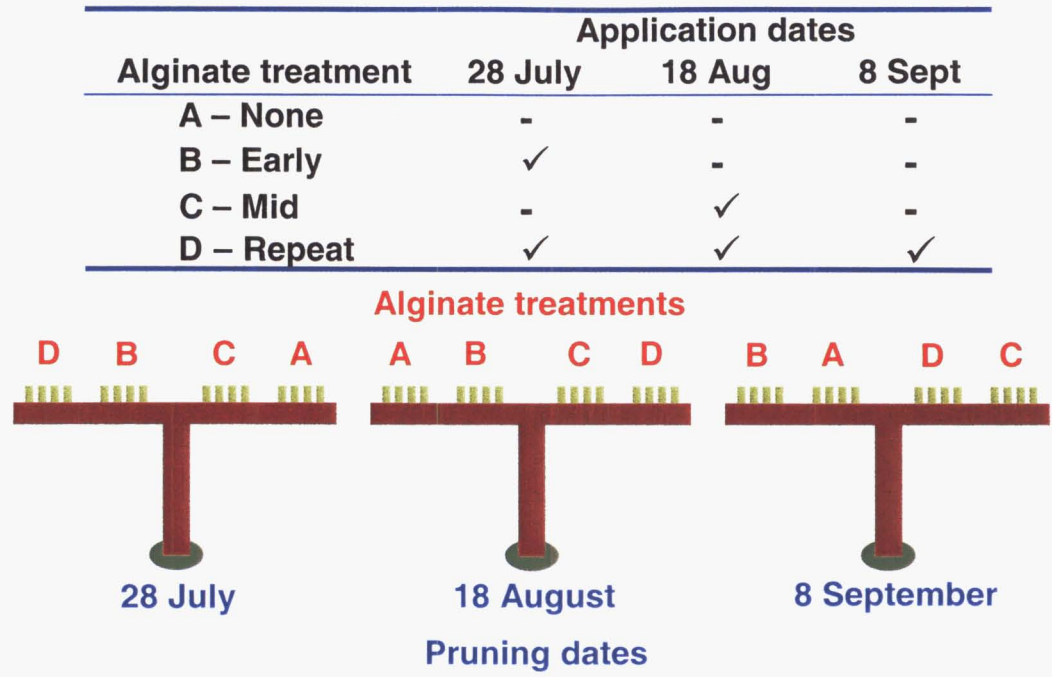 Application dates
Alginate treatment 28 July 18 Aug 8 Sept
A – None - - -
B – Early ✓ - -
C – Mid - ✓ -
D – Repeat ✓ ✓ ✓
Alginate treatments
D B C A A B C D B A D C
28 July 18 August 8 September
Pruning dates